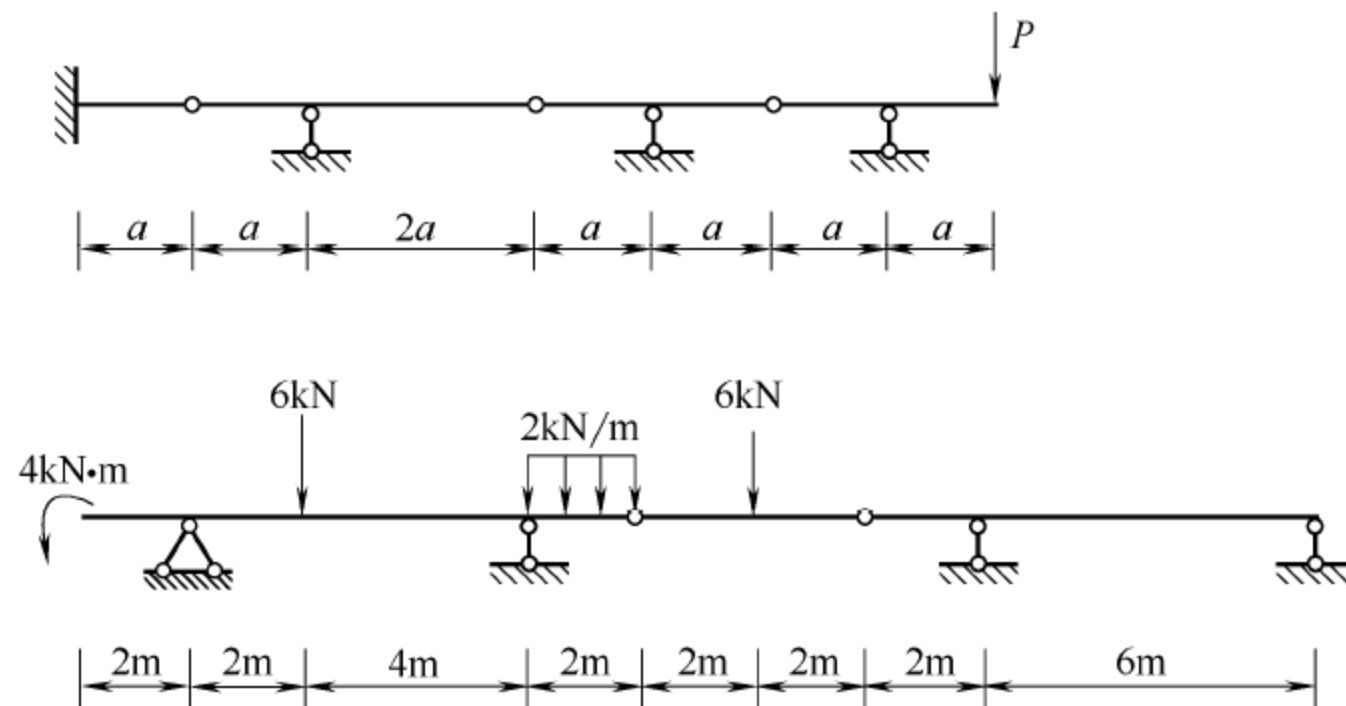 P
a a 2a a a a a
6kN 6kN
2kN/m
4kN•m
2m 2m 4m 2m 2m 2m 2m 6m